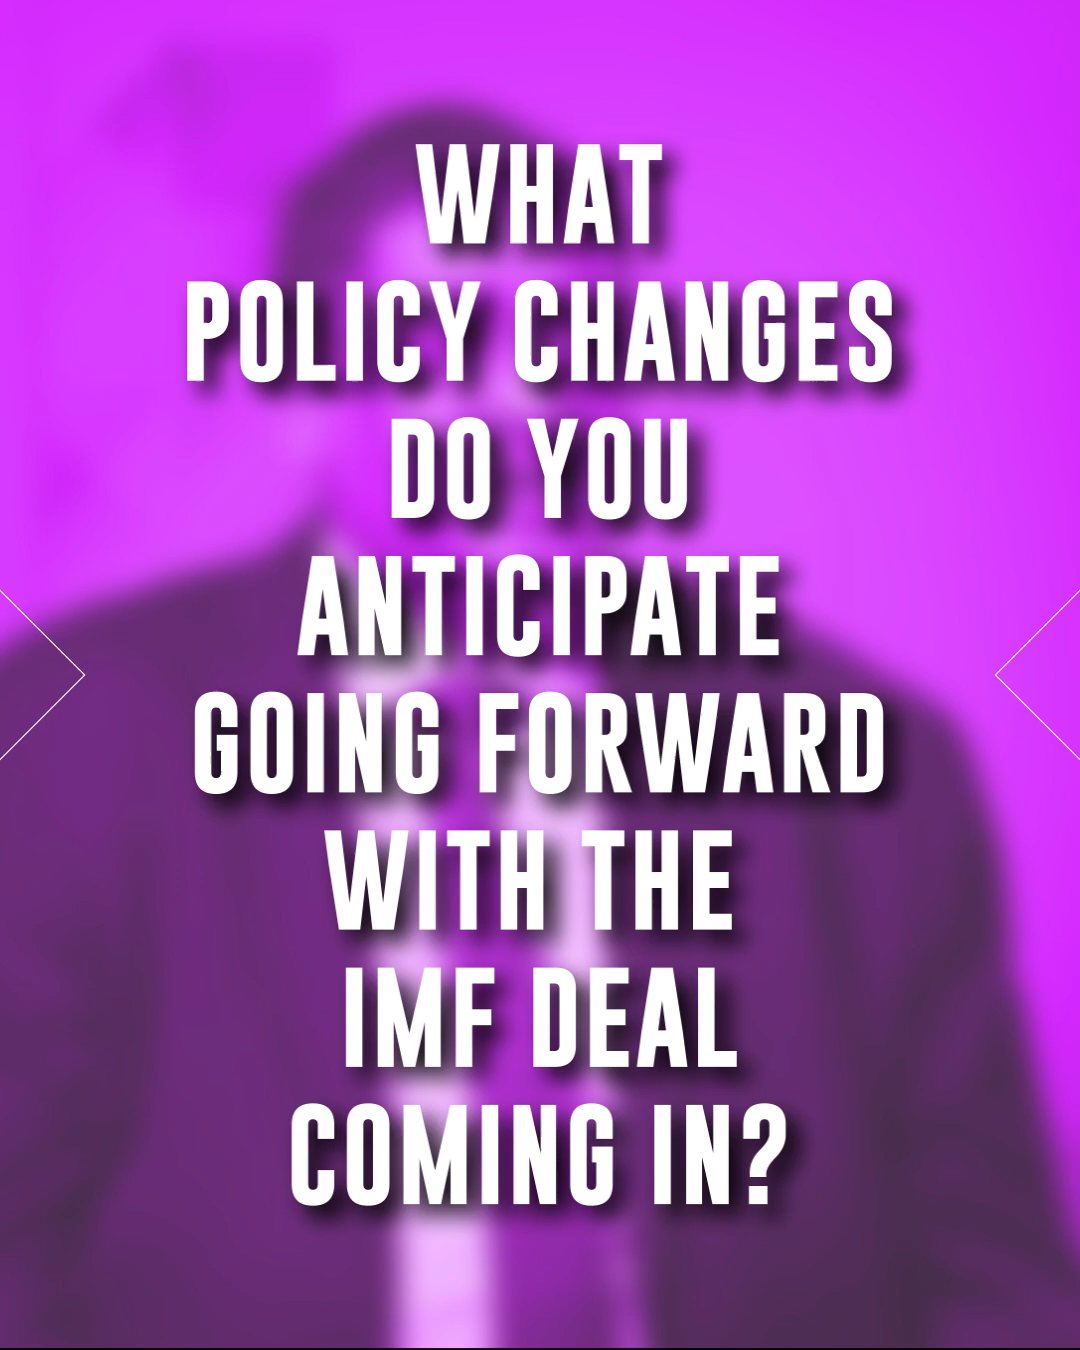 WHAT
POLICY CHANGES
DO YOU
ANTICIPATE
GOING FORWARD
WITH THE
IMF DEAL
COMING IN?